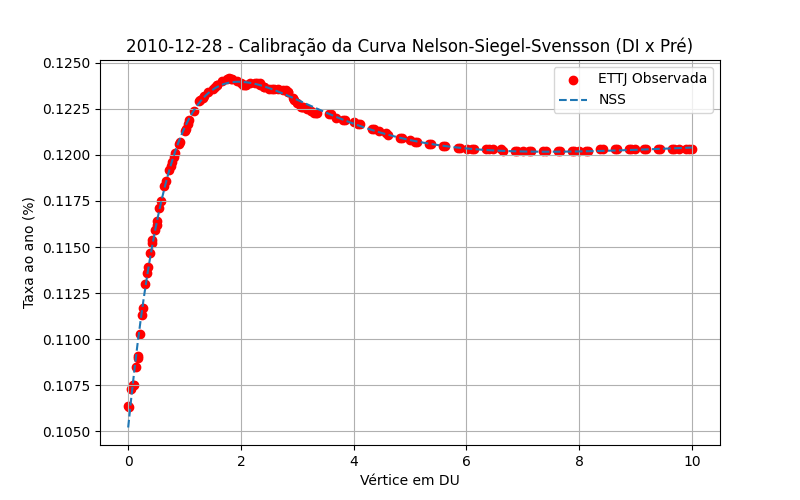 2010-12-28 - Calibração da Curva Nelson-Siegel-Svensson (DI x Pré)
ETTJ Observada
NSS
Taxa ao ano (%)
0.1250
0.1225
0.1200
0.1175
0.1150
0.1125
0.1100
0.1075
0.1050
0 2 4 6 8 10
Vértice em DU